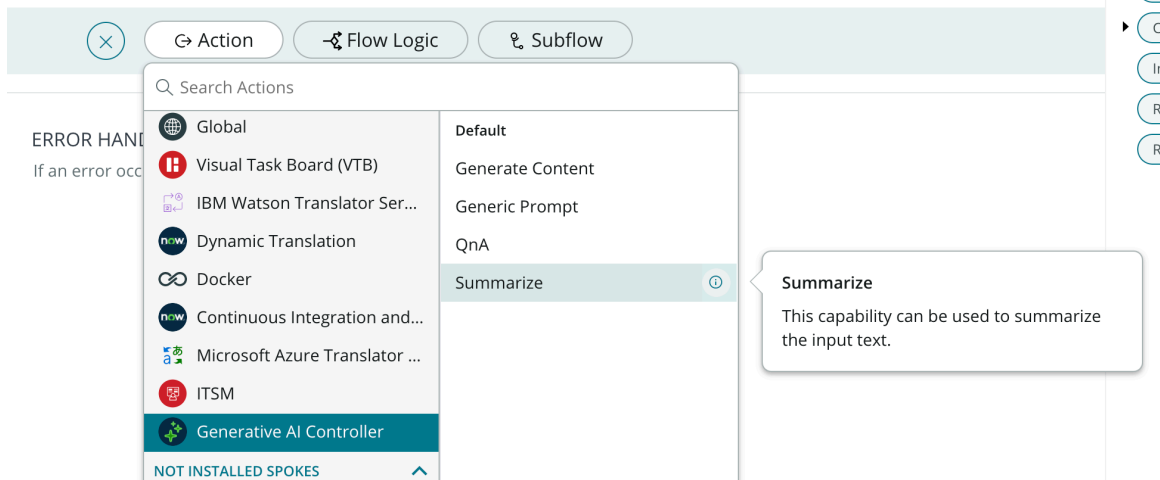 Action
Flow Logic
Subflow
Search Actions
Global
Visual Task Board (VTB)
IBM Watson Translator Ser...
Dynamic Translation
Docker
Continuous Integration and...
Microsoft Azure Translator ...
ITSM
Generative AI Controller
NOT INSTALLED SPOKES
Default
Generate Content
Generic Prompt
QnA
Summarize
Summarize
This capability can be used to summarize
the input text.
ERROR HAND
If an error occ
now
now